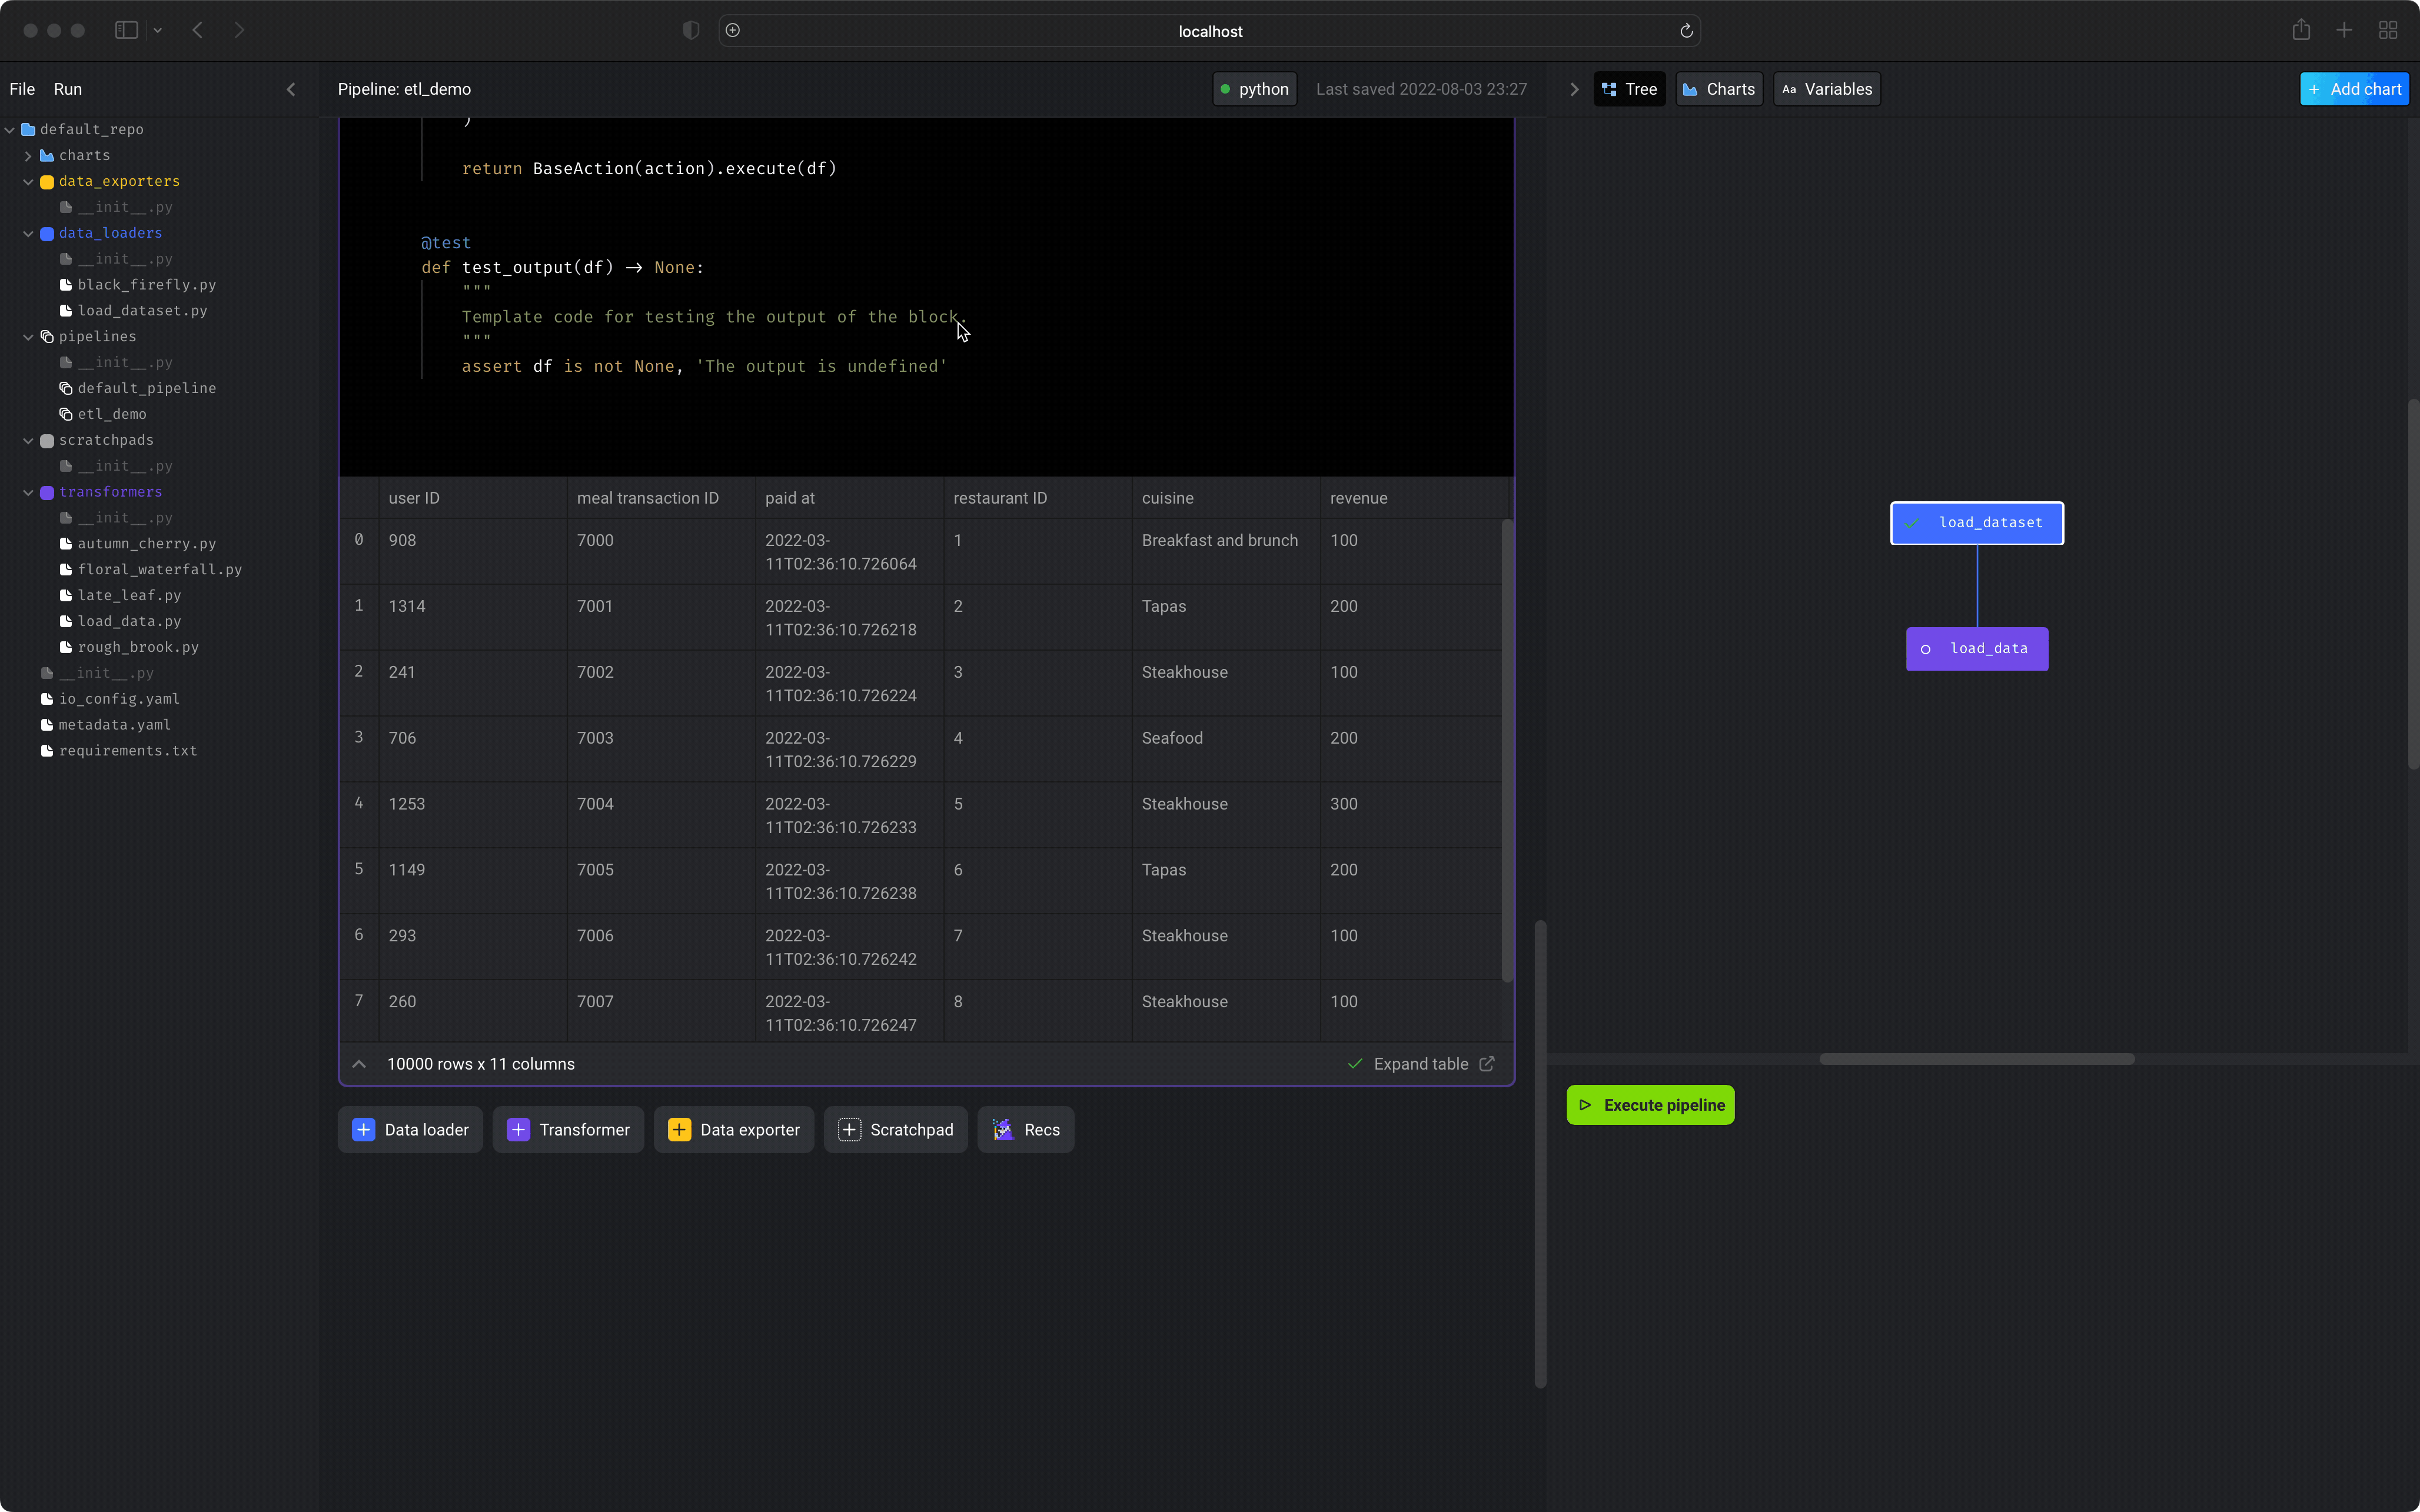 localhost
File Run
Pipeline: etl_demo
python
Last saved 2022-08-03 23:27
Tree
Charts
Aa Variables
+ Add chart
default_repo
charts
data_exporters
__init__.py
data_loaders
__init__.py
black_firefly.py
load_dataset.py
pipelines
__init__.py
default_pipeline
etl_demo
scratchpads
__init__.py
transformers
__init__.py
autumn_cherry.py
floral_waterfall.py
late_leaf.py
load_data.py
rough_brook.py
__init__.py
io_config.yaml
metadata.yaml
requirements.txt
)
return BaseAction(action).execute(df)
@test
def test_output(df) → None:
"""
Template code for testing the output of the block.
"""
assert df is not None, 'The output is undefined'
user ID meal transaction ID paid at restaurant ID cuisine revenue
0 908 7000 2022-03-11T02:36:10.726064 1 Breakfast and brunch 100
1 1314 7001 2022-03-11T02:36:10.726218 2 Tapas 200
2 241 7002 2022-03-11T02:36:10.726224 3 Steakhouse 100
3 706 7003 2022-03-11T02:36:10.726229 4 Seafood 200
4 1253 7004 2022-03-11T02:36:10.726233 5 Steakhouse 300
5 1149 7005 2022-03-11T02:36:10.726238 6 Tapas 200
6 293 7006 2022-03-11T02:36:10.726242 7 Steakhouse 100
7 260 7007 2022-03-11T02:36:10.726247 8 Steakhouse 100
10000 rows x 11 columns
Expand table
Data loader
Transformer
Data exporter
Scratchpad
Recs
load_dataset
load_data
Execute pipeline